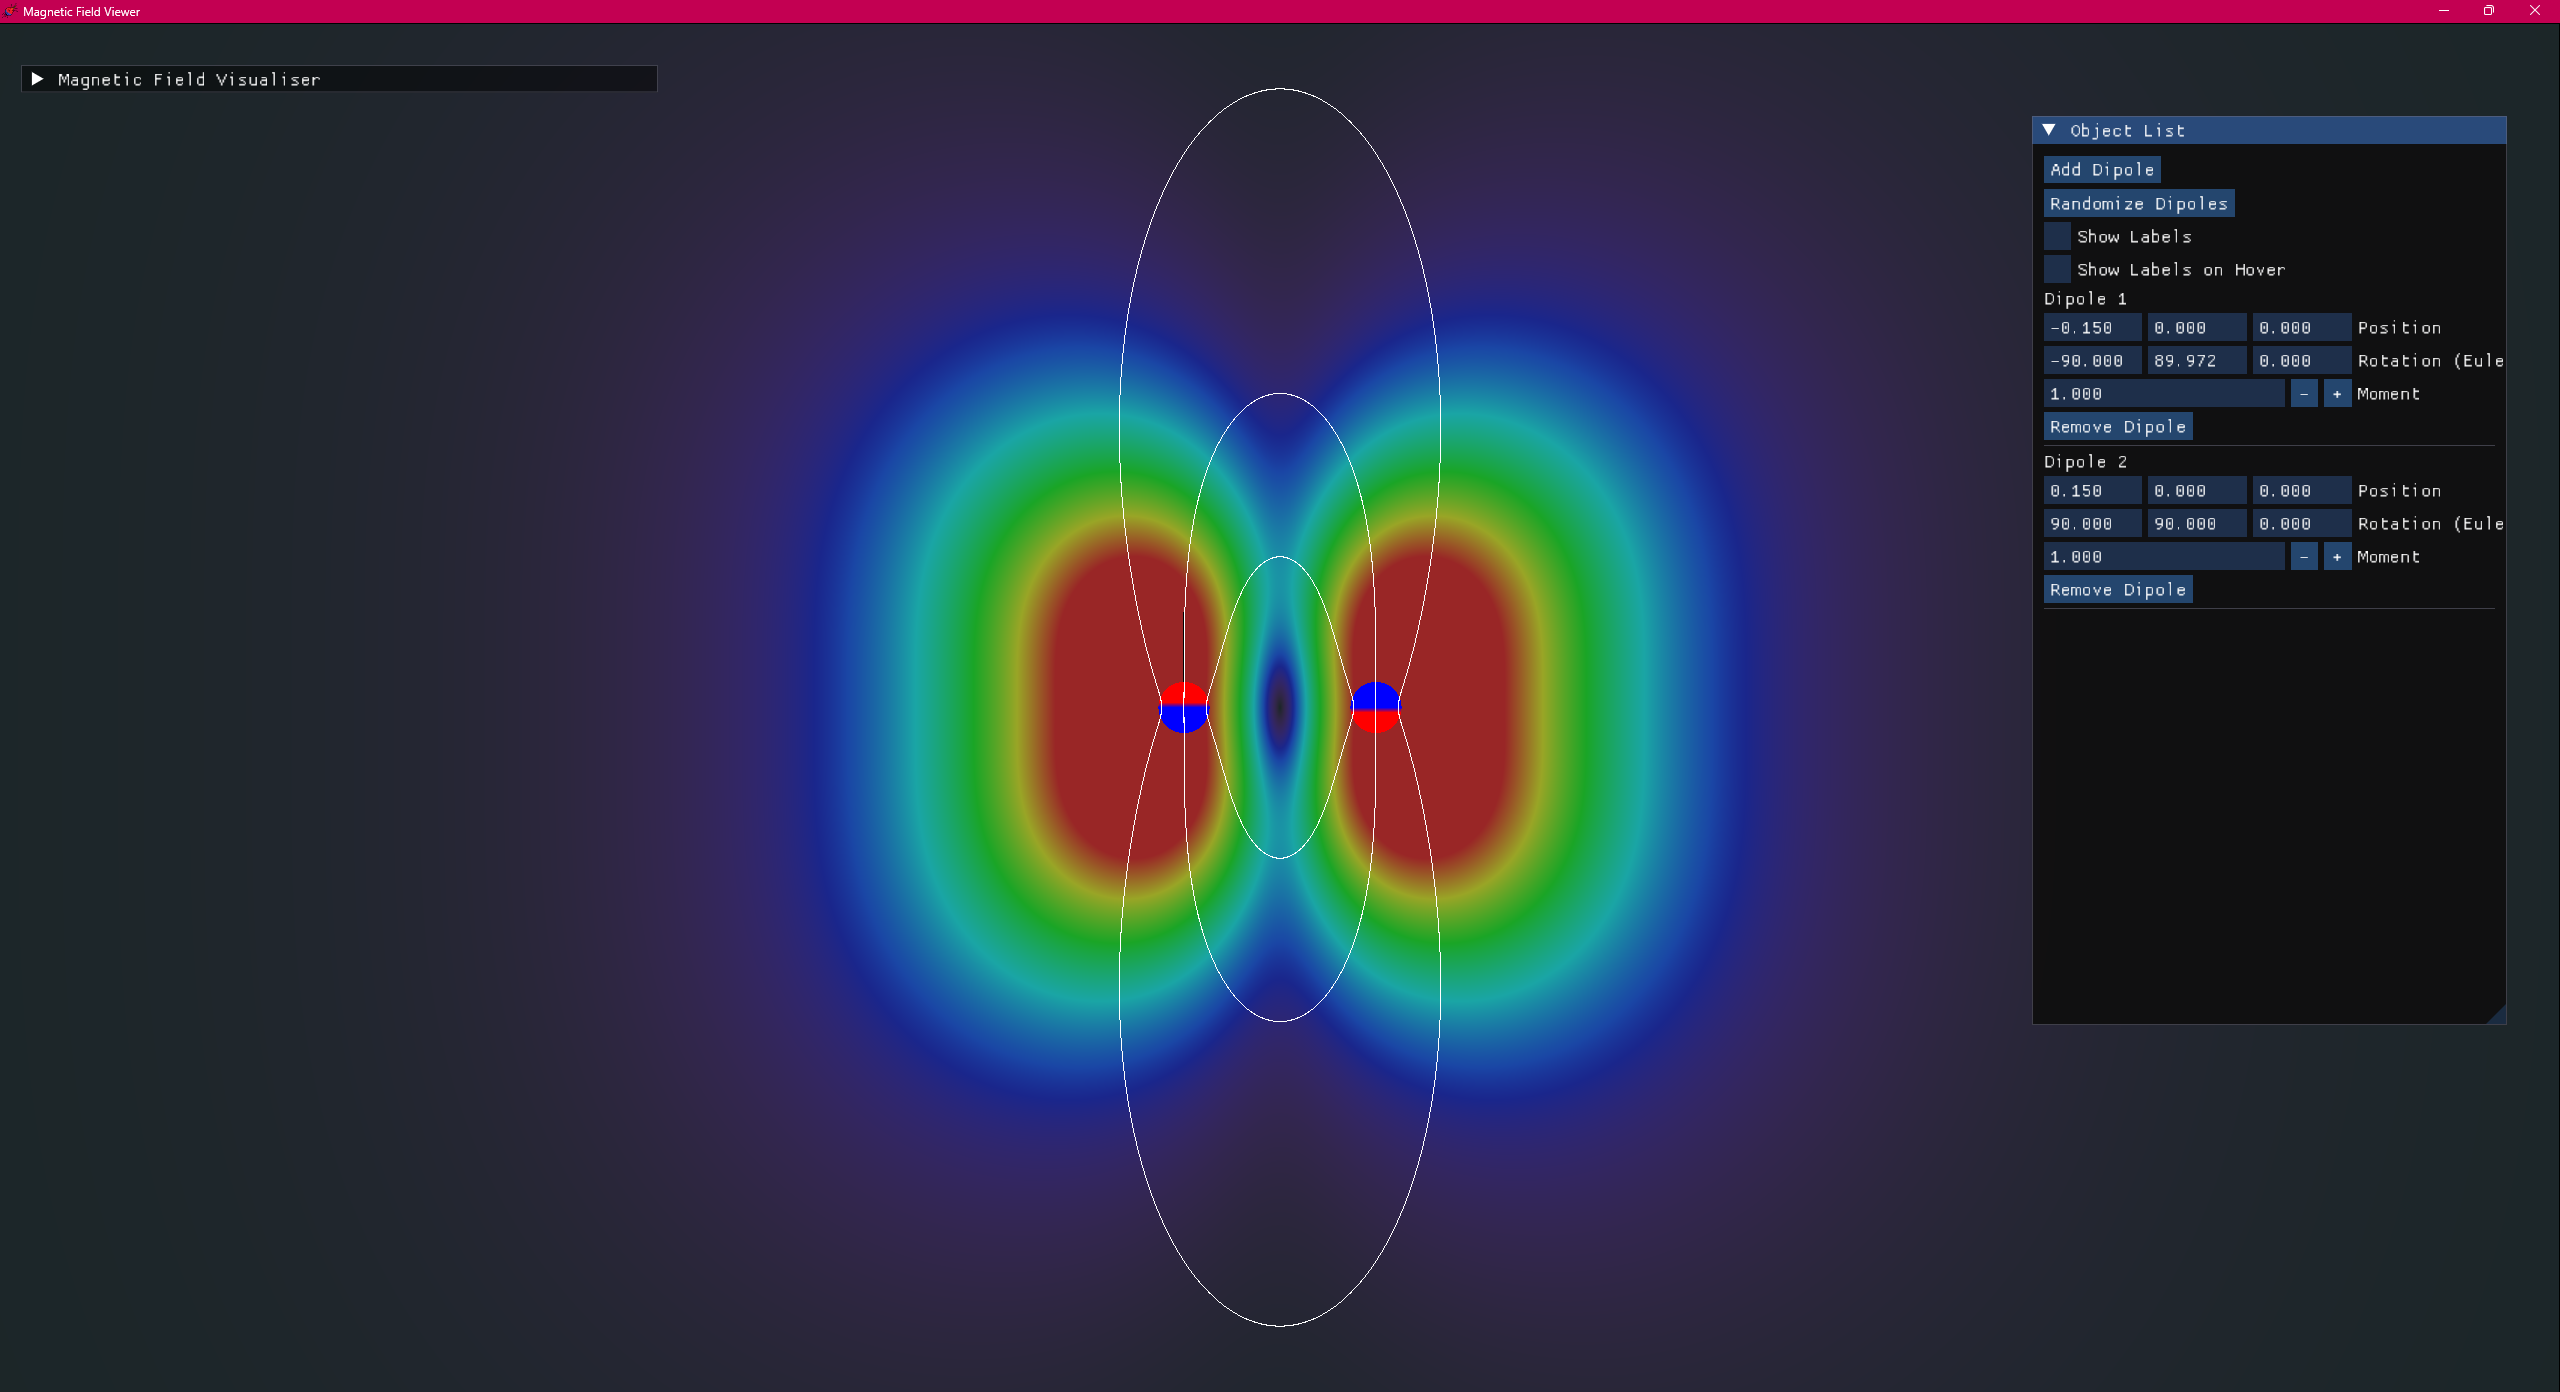 Magnetic Field Viewer
Magnetic Field Visualiser
Object List
Add Dipole
Randomize Dipoles
Show Labels
Show Labels on Hover
Dipole 1
-0.150 0.000 0.000 Position
-90.000 89.972 0.000 Rotation (Eule
1.000 - + Moment
Remove Dipole
Dipole 2
0.150 0.000 0.000 Position
90.000 90.000 0.000 Rotation (Eule
1.000 - + Moment
Remove Dipole